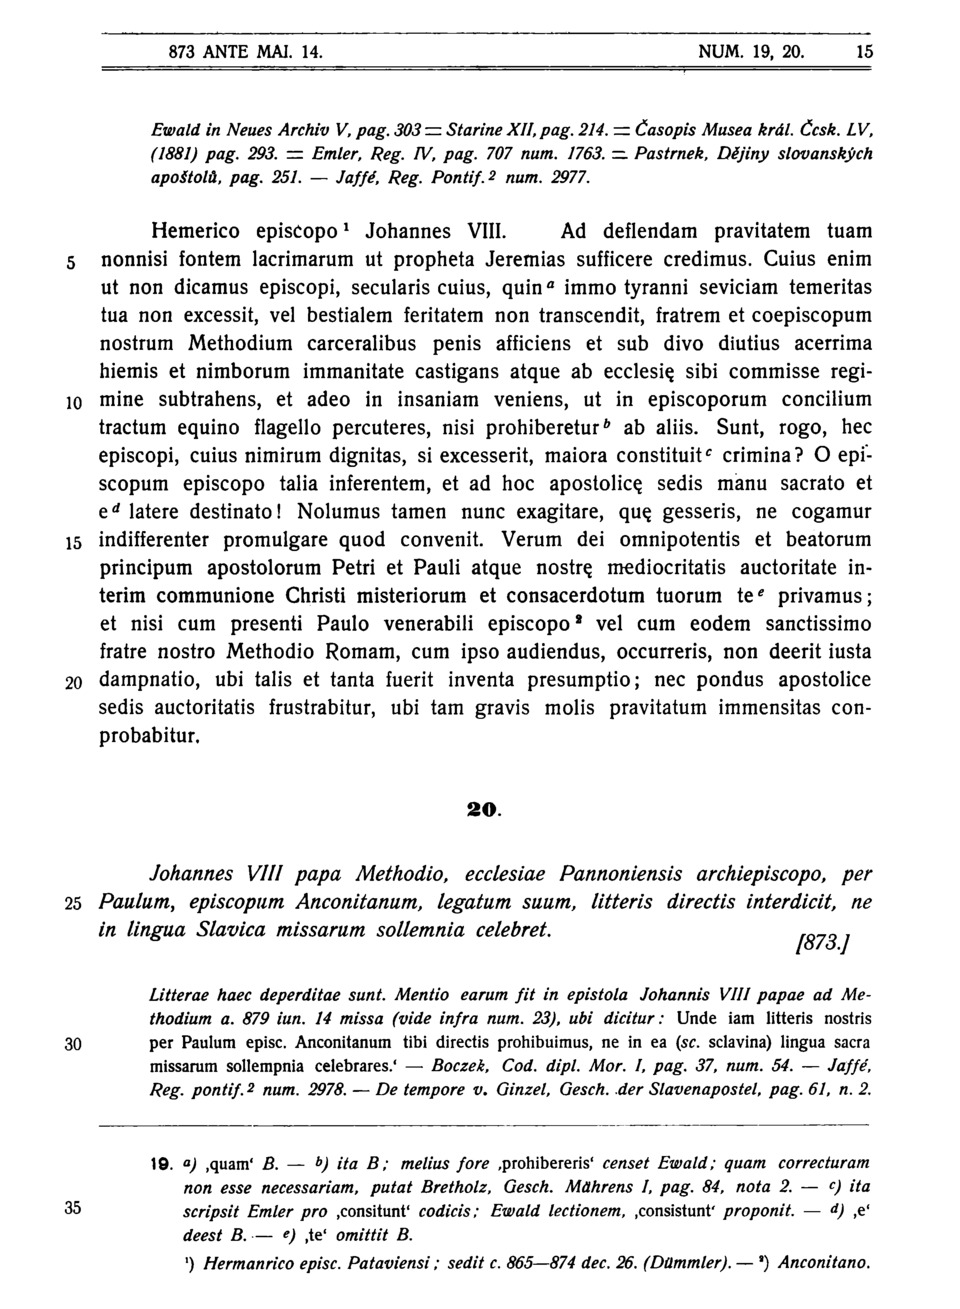 873 ANTE MAI. 14. NUM. 19, 20. 15
Ewald in Neues Archiv V, pag. 303 = Starine XII, pag. 214. = Časopis Musea král. Čcsk. LV,
(1881) pag. 293. = Emler, Reg. IV, pag. 707 num. 1763. = Pastrnek, Dějiny slovanských
apoštolů, pag. 251. — Jaffé, Reg. Pontif.² num. 2977.
Hemerico episcopo ¹ Johannes VIII. Ad deflendam pravitatem tuam
5 nonnisi fontem lacrimarum ut propheta Jeremias sufficere credimus. Cuius enim
ut non dicamus episcopi, secularis cuius, quin ᵃ immo tyranni seviciam temeritas
tua non excessit, vel bestialem feritatem non transcendit, fratrem et coepiscopum
nostrum Methodium carceralibus penis afficiens et sub divo diutius acerrima
hiemis et nimborum immanitate castigans atque ab ecclesię sibi commisse regi-
10 mine subtrahens, et adeo in insaniam veniens, ut in episcoporum concilium
tractum equino flagello percuteres, nisi prohiberetur ᵇ ab aliis. Sunt, rogo, hec
episcopi, cuius nimirum dignitas, si excesserit, maiora constituit ᶜ crimina? O epi-
scopum episcopo talia inferentem, et ad hoc apostolicę sedis manu sacrato et
e ᵈ latere destinato! Nolumus tamen nunc exagitare, quę gesseris, ne cogamur
15 indifferenter promulgare quod convenit. Verum dei omnipotentis et beatorum
principum apostolorum Petri et Pauli atque nostrę mediocritatis auctoritate in-
terim communione Christi misteriorum et consacerdotum tuorum te ᵉ privamus;
et nisi cum presenti Paulo venerabili episcopo ² vel cum eodem sanctissimo
fratre nostro Methodio Romam, cum ipso audiendus, occurreris, non deerit iusta
20 dampnatio, ubi talis et tanta fuerit inventa presumptio; nec pondus apostolice
sedis auctoritatis frustrabitur, ubi tam gravis molis pravitatum immensitas con-
probabitur.
20.
Johannes VIII papa Methodio, ecclesiae Pannoniensis archiepiscopo, per
25 Paulum, episcopum Anconitanum, legatum suum, litteris directis interdicit, ne
in lingua Slavica missarum sollemnia celebret.
[873.]
Litterae haec deperditae sunt. Mentio earum fit in epistola Johannis VIII papae ad Me-
thodium a. 879 iun. 14 missa (vide infra num. 23), ubi dicitur: Unde iam litteris nostris
30 per Paulum episc. Anconitanum tibi directis prohibuimus, ne in ea (sc. sclavina) lingua sacra
missarum sollempnia celebrares.‘ — Boczek, Cod. dipl. Mor. I, pag. 37, num. 54. — Jaffé,
Reg. pontif.² num. 2978. — De tempore v. Ginzel, Gesch. der Slavenapostel, pag. 61, n. 2.
19. ᵃ) ‚quam‘ B. — ᵇ) ita B; melius fore ‚prohibereris‘ censet Ewald; quam correcturam
non esse necessariam, putat Bretholz, Gesch. Mährens I, pag. 84, nota 2. — ᶜ) ita
35 scripsit Emler pro ‚consitunt‘ codicis; Ewald lectionem, ‚consistunt‘ proponit. — ᵈ) ‚e‘
deest B. — ᵉ) ‚te‘ omittit B.
¹) Hermanrico episc. Pataviensi; sedit c. 865—874 dec. 26. (Dümmler). — ²) Anconitano.